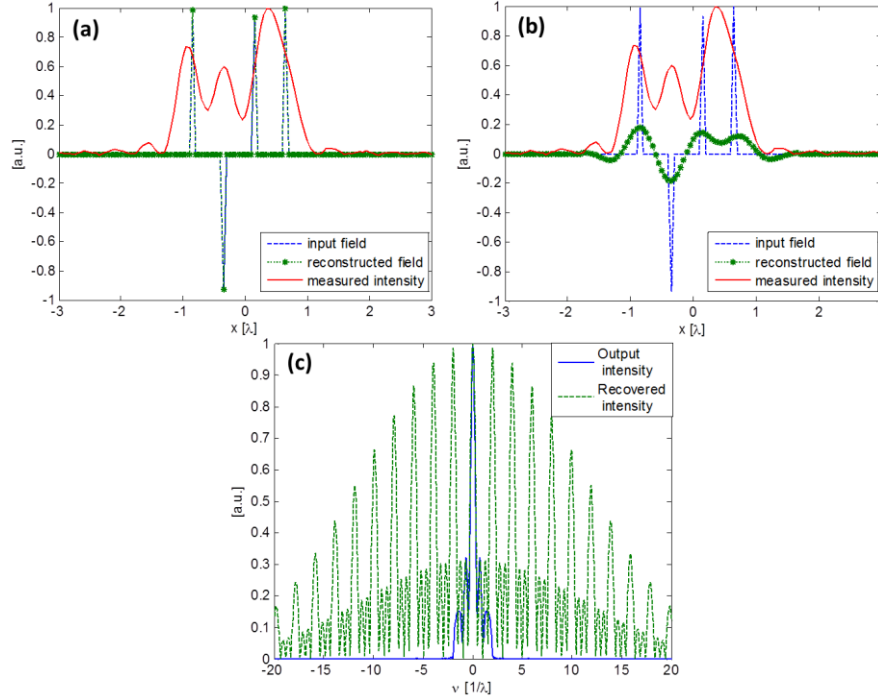 (a)
1
0.8
0.6
0.4
0.2
0
-0.2
-0.4
-0.6
-0.8
-1
[a.u.]
input field
reconstructed field
measured intensity
-3 -2 -1 0 1 2 3
x [λ]
(b)
1
0.8
0.6
0.4
0.2
0
-0.2
-0.4
-0.6
-0.8
-1
[a.u.]
input field
reconstructed field
measured intensity
-3 -2 -1 0 1 2
x [λ]
(c)
1
0.9
0.8
0.7
0.6
0.5
0.4
0.3
0.2
0.1
0
[a.u.]
Output
intensity
Recovered
intensity
-20 -15 -10 -5 0 5 10 15 20
ν [1/λ]